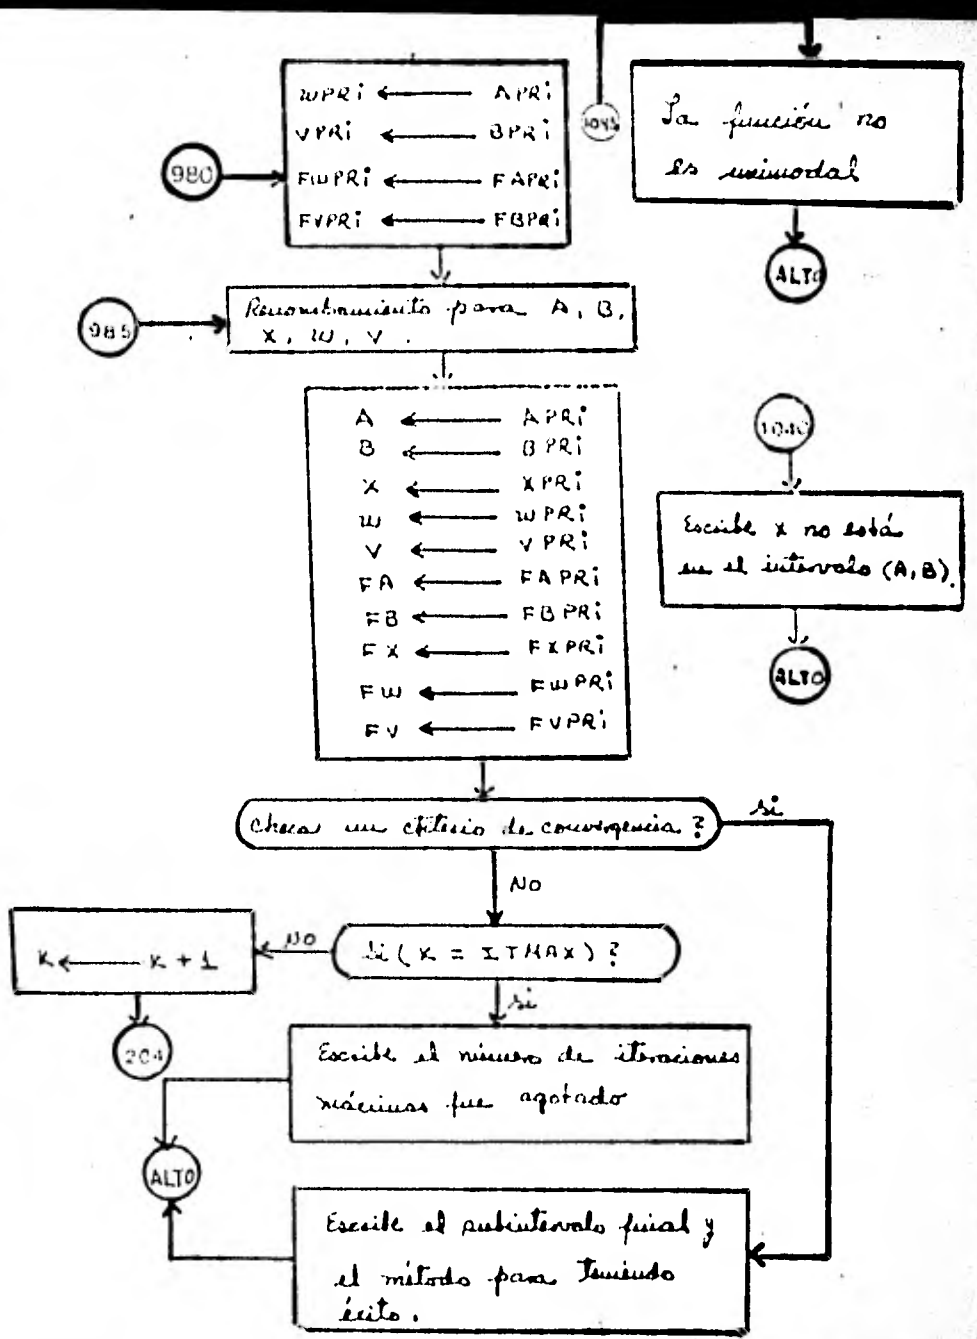 WPRi ← APRi
VPRi ← BPRi
FWPRi ← FAPRi
FVPRi ← FBPRi
980
1045
La función no
es unimodal
ALTO
985
Renombramiento para A, B,
X, W, V.
A ← APRi
B ← BPRi
X ← XPRi
W ← WPRi
V ← VPRi
FA ← FAPRi
FB ← FBPRi
FX ← FXPRi
FW ← FWPRi
FV ← FVPRi
1040
Escribe x no está
en el intervalo (A,B).
ALTO
Checa un criterio de convergencia ?
si
No
Si ( K = ITMAX ) ?
NO
K ← K + 1
204
si
Escribe el número de iteraciones
máximas fue agotado
ALTO
Escribe el subintervalo final y
el método para teniendo
éxito.